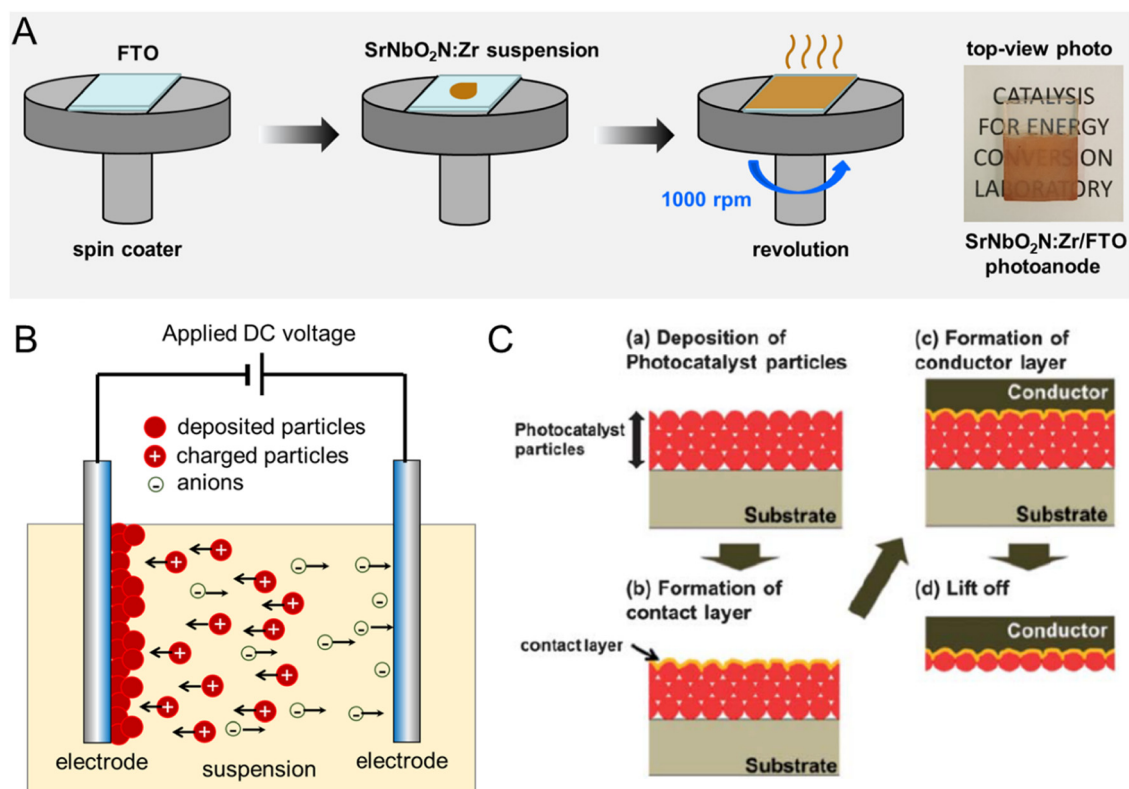 A
FTO
SrNbO₂N:Zr suspension
top-view photo
CATALYSIS
FOR ENERGY
CONVERSION
LABORATORY
1000 rpm
spin coater
revolution
SrNbO₂N:Zr/FTO
photoanode
B
Applied DC voltage
deposited particles
+ charged particles
- anions
electrode
suspension
electrode
C
(a) Deposition of
Photocatalyst particles
Photocatalyst
particles
Substrate
(b) Formation of
contact layer
contact layer
Substrate
(c) Formation of
conductor layer
Conductor
Substrate
(d) Lift off
Conductor